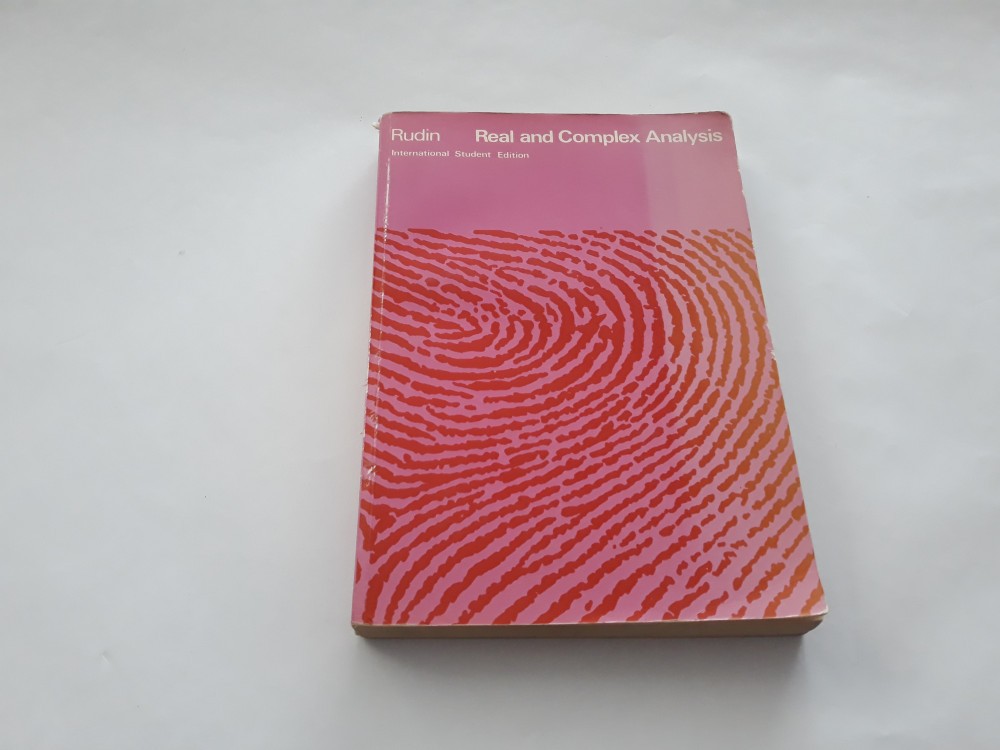 Rudin Real and Complex Analysis
International Student Edition